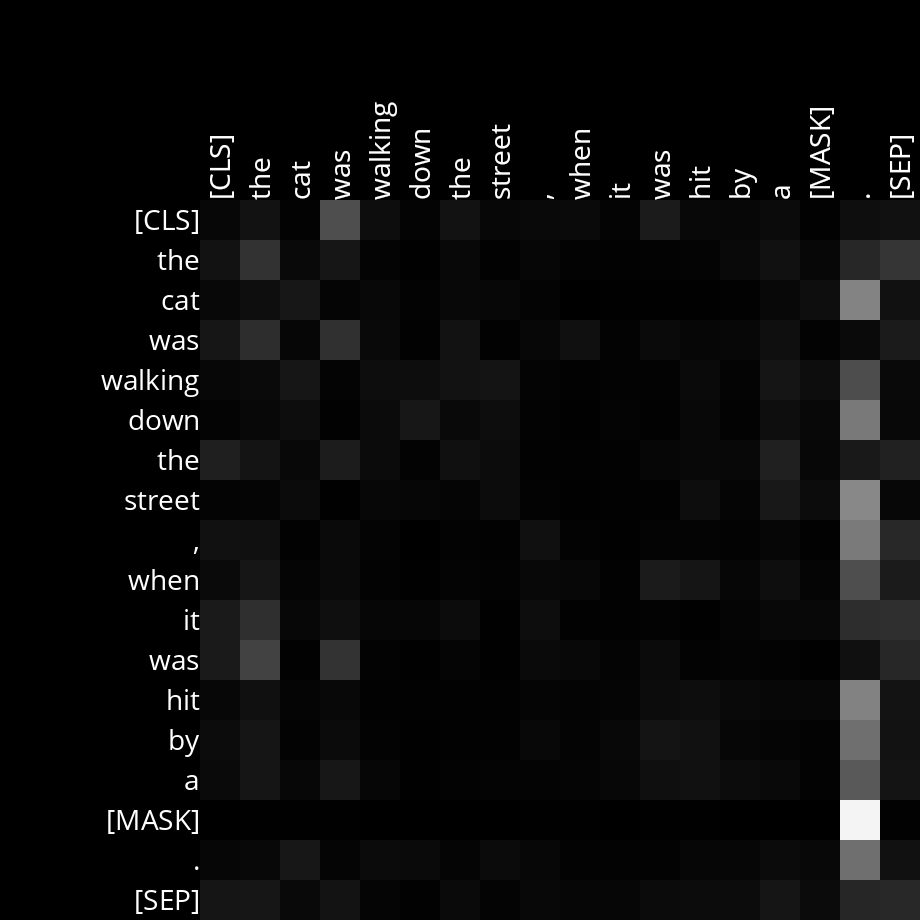 [CLS] the cat was walking down the street , when it was hit by a [MASK] . [SEP]
[CLS]
the
cat
was
walking
down
the
street
,
when
it
was
hit
by
a
[MASK]
.
[SEP]